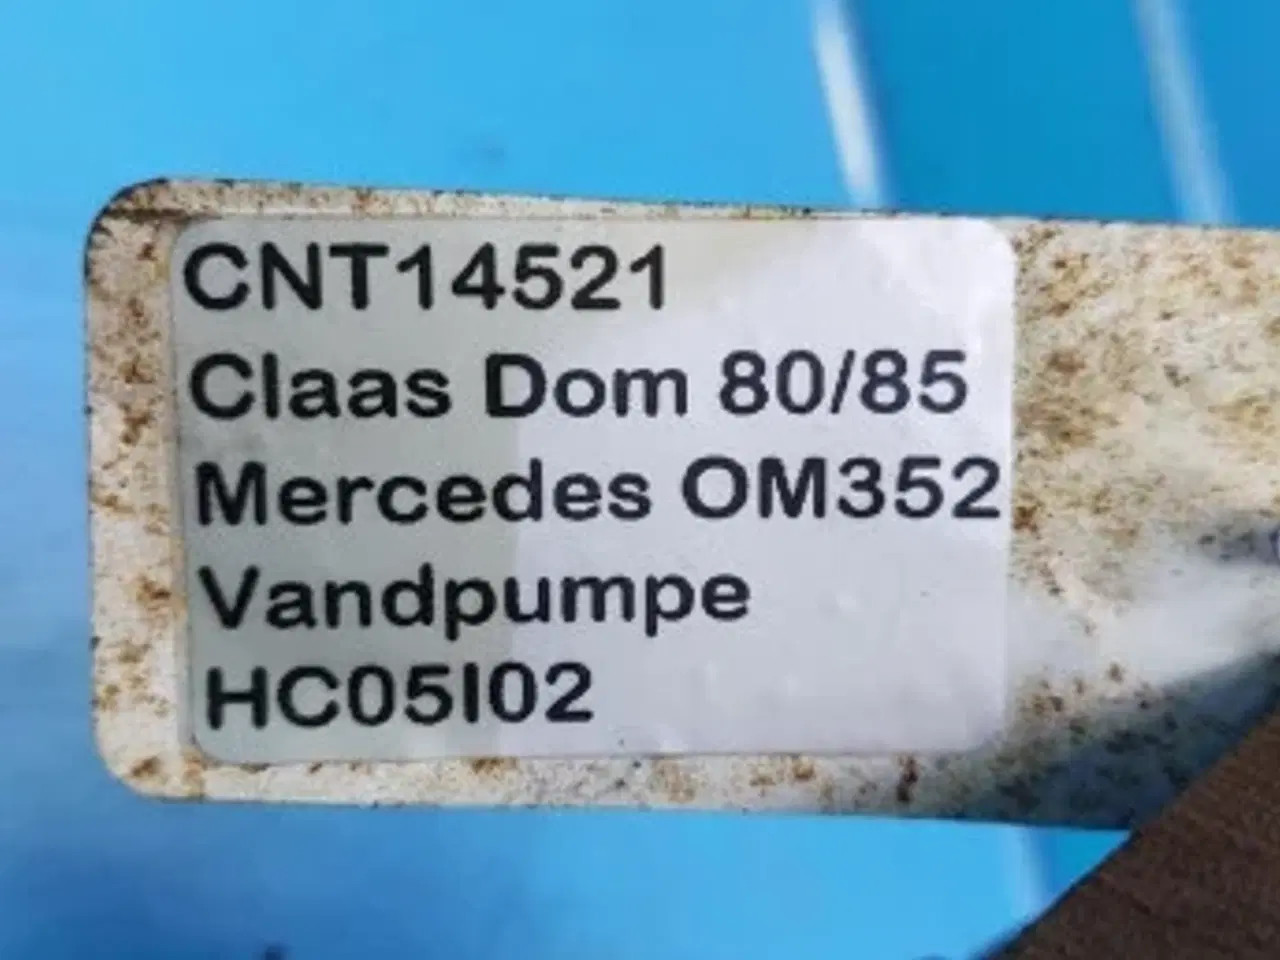 CNT14521
Claas Dom 80/85
Mercedes OM352
Vandpumpe
HC05I02